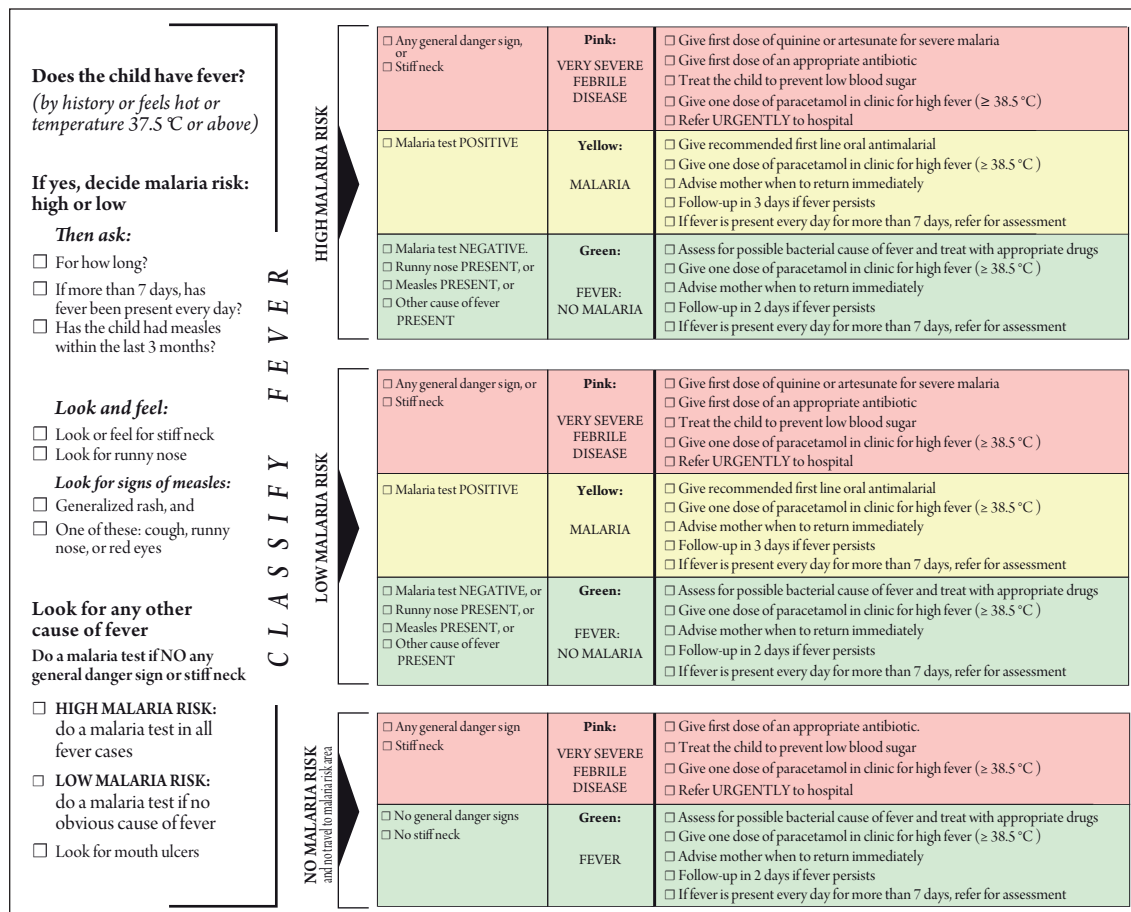 Does the child have fever?
(by history or feels hot or
temperature 37.5 °C or above)
If yes, decide malaria risk:
high or low
Then ask:
☐ For how long?
☐ If more than 7 days, has
fever been present every day?
☐ Has the child had measles
within the last 3 months?
Look and feel:
☐ Look or feel for stiff neck
☐ Look for runny nose
Look for signs of measles:
☐ Generalized rash, and
☐ One of these: cough, runny
nose, or red eyes
Look for any other
cause of fever
Do a malaria test if NO any
general danger sign or stiff neck
☐ HIGH MALARIA RISK:
do a malaria test in all
fever cases
☐ LOW MALARIA RISK:
do a malaria test if no
obvious cause of fever
☐ Look for mouth ulcers
CLASSIFY FEVER
HIGH MALARIA RISK
☐ Any general danger sign,
or
☐ Stiff neck
Pink:
VERY SEVERE
FEBRILE
DISEASE
☐ Give first dose of quinine or artesunate for severe malaria
☐ Give first dose of an appropriate antibiotic
☐ Treat the child to prevent low blood sugar
☐ Give one dose of paracetamol in clinic for high fever (≥ 38.5 °C)
☐ Refer URGENTLY to hospital
☐ Malaria test POSITIVE
Yellow:
MALARIA
☐ Give recommended first line oral antimalarial
☐ Give one dose of paracetamol in clinic for high fever (≥ 38.5 °C)
☐ Advise mother when to return immediately
☐ Follow-up in 3 days if fever persists
☐ If fever is present every day for more than 7 days, refer for assessment
☐ Malaria test NEGATIVE.
☐ Runny nose PRESENT, or
☐ Measles PRESENT, or
☐ Other cause of fever
PRESENT
Green:
FEVER:
NO MALARIA
☐ Assess for possible bacterial cause of fever and treat with appropriate drugs
☐ Give one dose of paracetamol in clinic for high fever (≥ 38.5 °C)
☐ Advise mother when to return immediately
☐ Follow-up in 2 days if fever persists
☐ If fever is present every day for more than 7 days, refer for assessment
LOW MALARIA RISK
☐ Any general danger sign, or
☐ Stiff neck
Pink:
VERY SEVERE
FEBRILE
DISEASE
☐ Give first dose of quinine or artesunate for severe malaria
☐ Give first dose of an appropriate antibiotic
☐ Treat the child to prevent low blood sugar
☐ Give one dose of paracetamol in clinic for high fever (≥ 38.5 °C)
☐ Refer URGENTLY to hospital
☐ Malaria test POSITIVE
Yellow:
MALARIA
☐ Give recommended first line oral antimalarial
☐ Give one dose of paracetamol in clinic for high fever (≥ 38.5 °C)
☐ Advise mother when to return immediately
☐ Follow-up in 3 days if fever persists
☐ If fever is present every day for more than 7 days, refer for assessment
☐ Malaria test NEGATIVE, or
☐ Runny nose PRESENT, or
☐ Measles PRESENT, or
☐ Other cause of fever
PRESENT
Green:
FEVER:
NO MALARIA
☐ Assess for possible bacterial cause of fever and treat with appropriate drugs
☐ Give one dose of paracetamol in clinic for high fever (≥ 38.5 °C)
☐ Advise mother when to return immediately
☐ Follow-up in 2 days if fever persists
☐ If fever is present every day for more than 7 days, refer for assessment
NO MALARIA RISK
and no travel to malaria risk area
☐ Any general danger sign
☐ Stiff neck
Pink:
VERY SEVERE
FEBRILE
DISEASE
☐ Give first dose of an appropriate antibiotic.
☐ Treat the child to prevent low blood sugar
☐ Give one dose of paracetamol in clinic for high fever (≥ 38.5 °C)
☐ Refer URGENTLY to hospital
☐ No general danger signs
☐ No stiff neck
Green:
FEVER
☐ Assess for possible bacterial cause of fever and treat with appropriate drugs
☐ Give one dose of paracetamol in clinic for high fever (≥ 38.5 °C)
☐ Advise mother when to return immediately
☐ Follow-up in 2 days if fever persists
☐ If fever is present every day for more than 7 days, refer for assessment